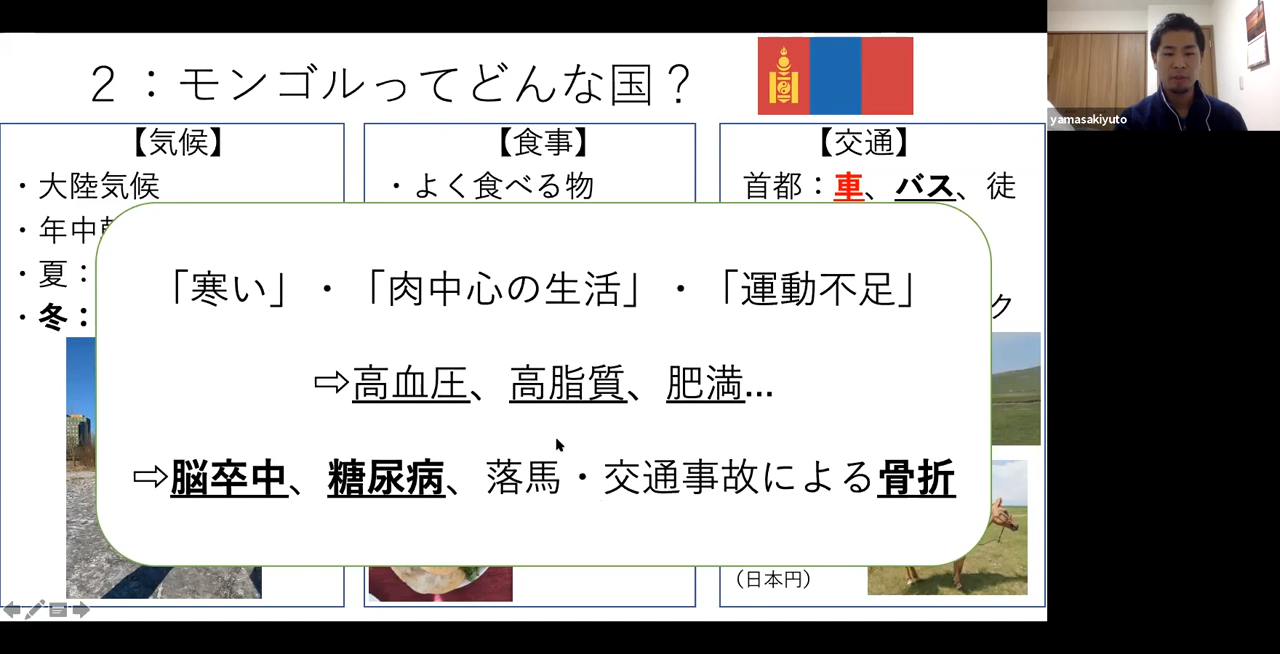 2：モンゴルってどんな国？
yamasakiyuto
【気候】
・大陸気候
・年中
・夏：
・冬：
【食事】
・よく食べる物
【交通】
首都：車、バス、徒
ク
「寒い」・「肉中心の生活」・「運動不足」
⇨高血圧、高脂質、肥満...
⇨脳卒中、糖尿病、落馬・交通事故による骨折
（日本円）